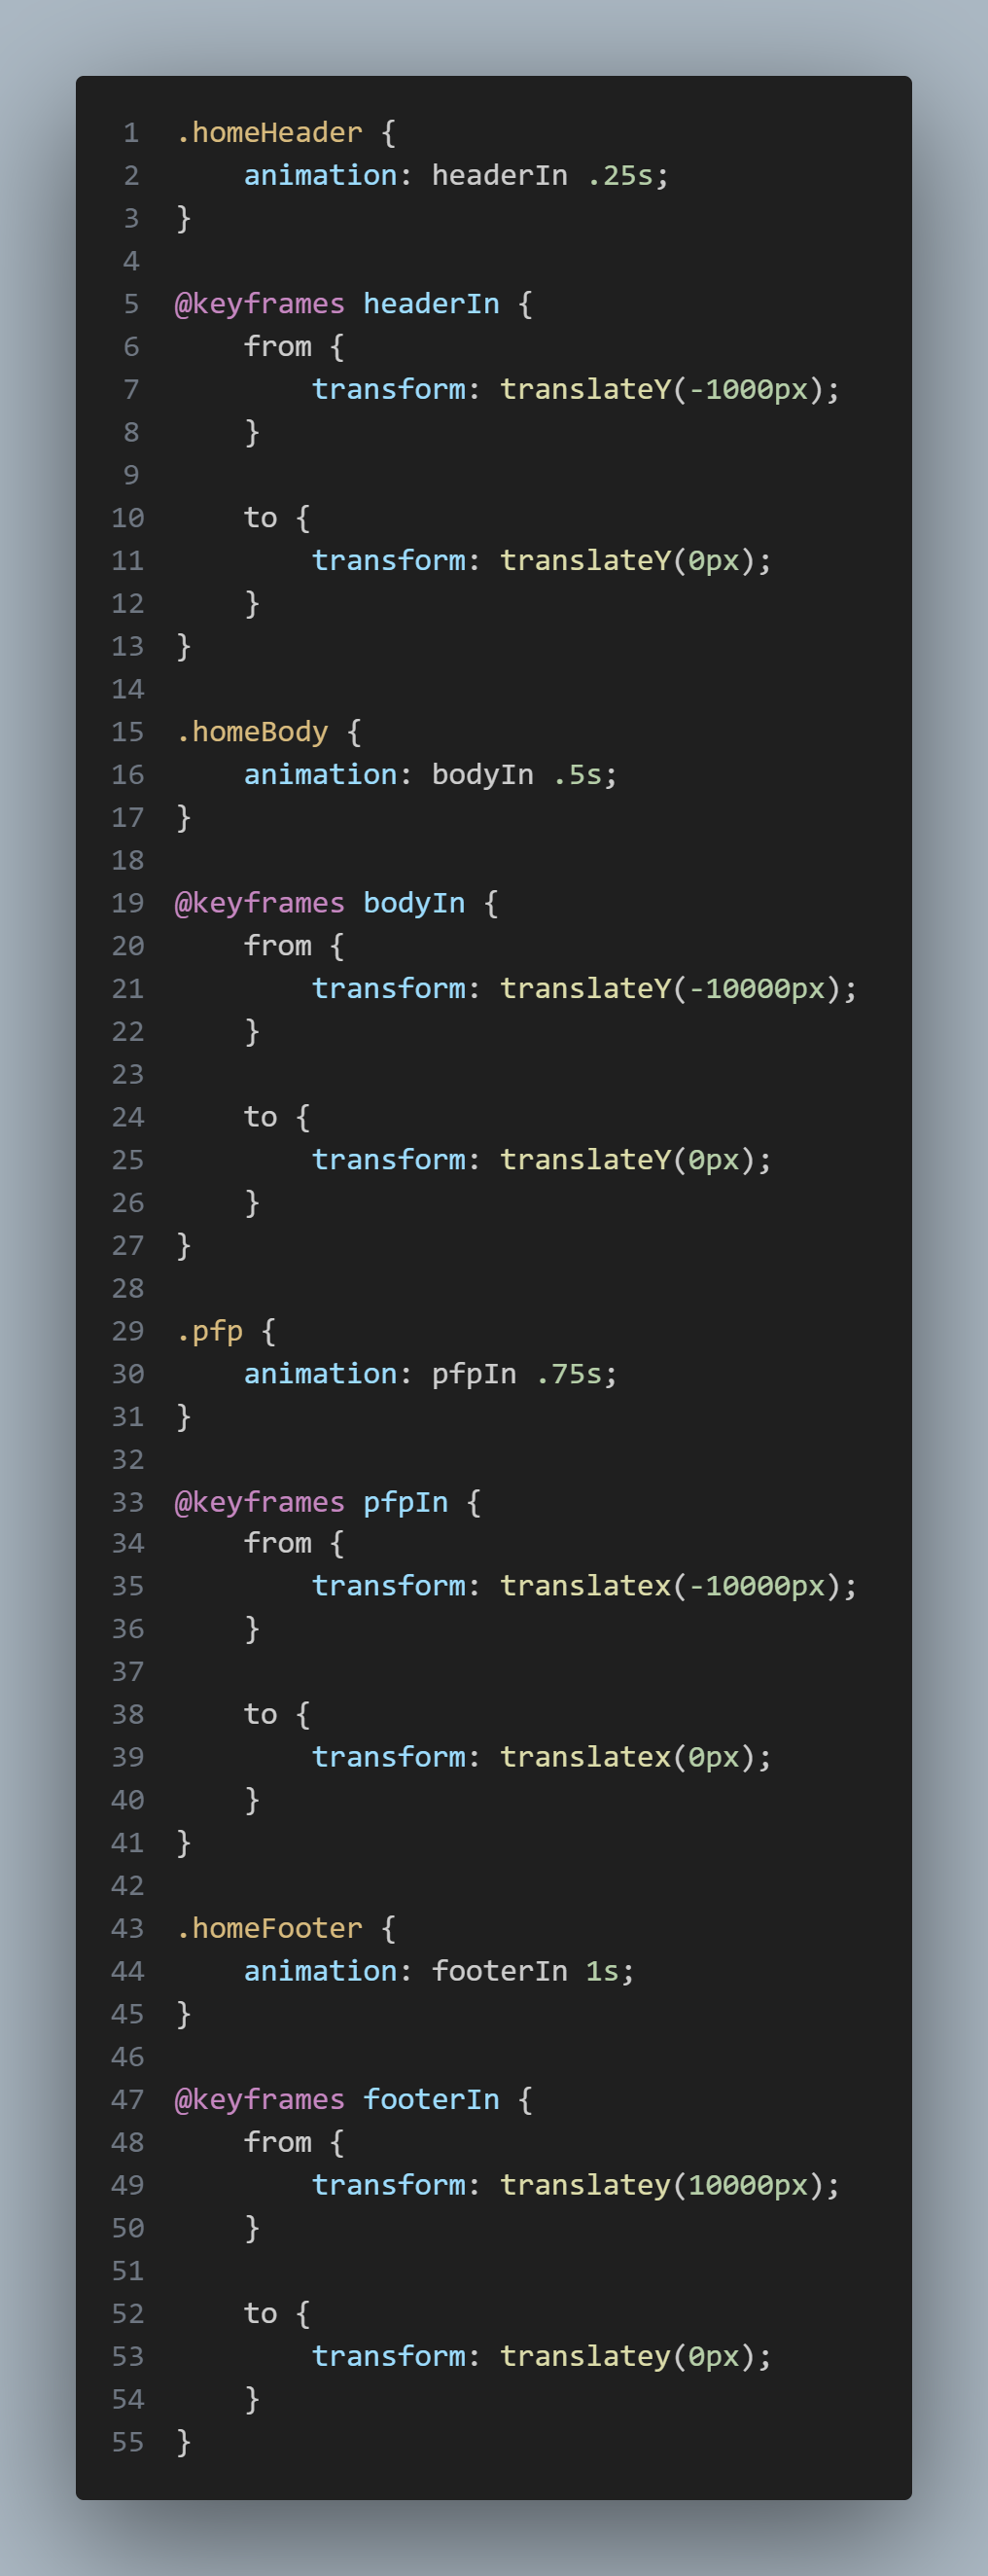 1 .homeHeader {
2     animation: headerIn .25s;
3 }
4
5 @keyframes headerIn {
6     from {
7         transform: translateY(-1000px);
8     }
9
10     to {
11         transform: translateY(0px);
12     }
13 }
14
15 .homeBody {
16     animation: bodyIn .5s;
17 }
18
19 @keyframes bodyIn {
20     from {
21         transform: translateY(-10000px);
22     }
23
24     to {
25         transform: translateY(0px);
26     }
27 }
28
29 .pfp {
30     animation: pfpIn .75s;
31 }
32
33 @keyframes pfpIn {
34     from {
35         transform: translatex(-10000px);
36     }
37
38     to {
39         transform: translatex(0px);
40     }
41 }
42
43 .homeFooter {
44     animation: footerIn 1s;
45 }
46
47 @keyframes footerIn {
48     from {
49         transform: translatey(10000px);
50     }
51
52     to {
53         transform: translatey(0px);
54     }
55 }